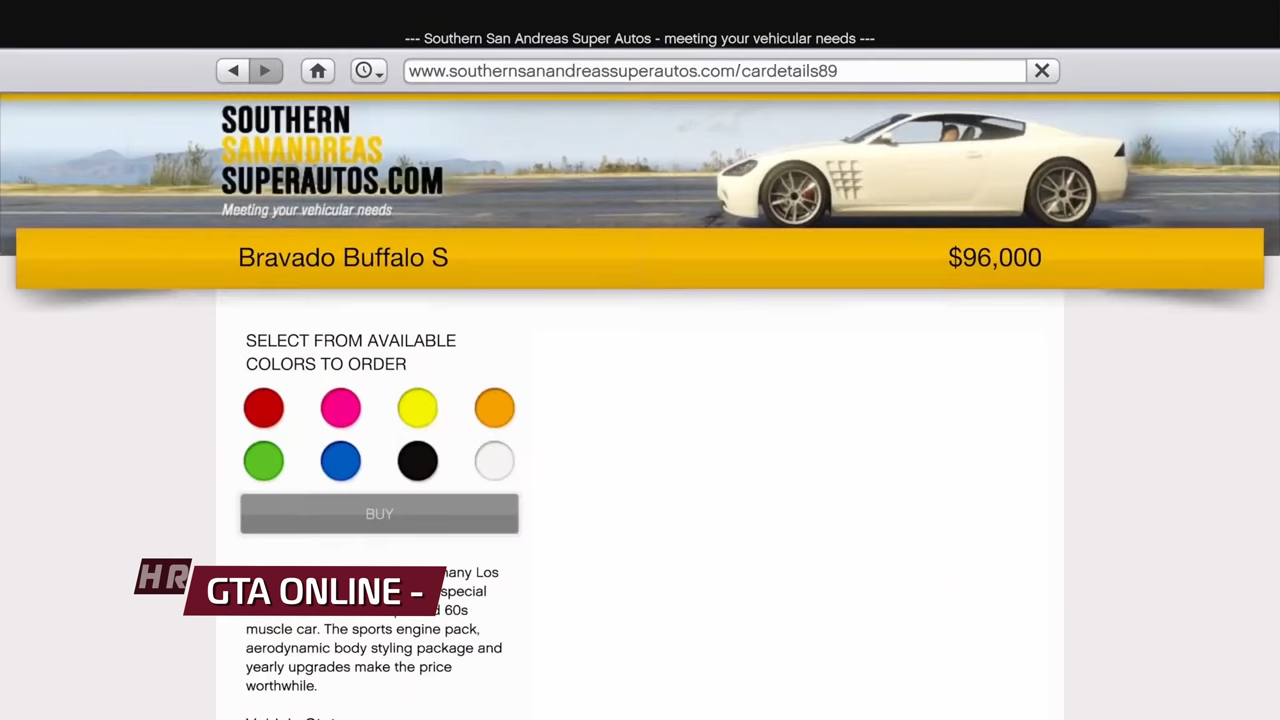 --- Southern San Andreas Super Autos - meeting your vehicular needs ---
www.southernsanandreassuperautos.com/cardetails89
SOUTHERN
SANANDREAS
SUPERAUTOS.COM
Meeting your vehicular needs
Bravado Buffalo S
$96,000
SELECT FROM AVAILABLE
COLORS TO ORDER
BUY
many Los
special
60s
muscle car. The sports engine pack,
aerodynamic body styling package and
yearly upgrades make the price
worthwhile.
HR
GTA ONLINE -